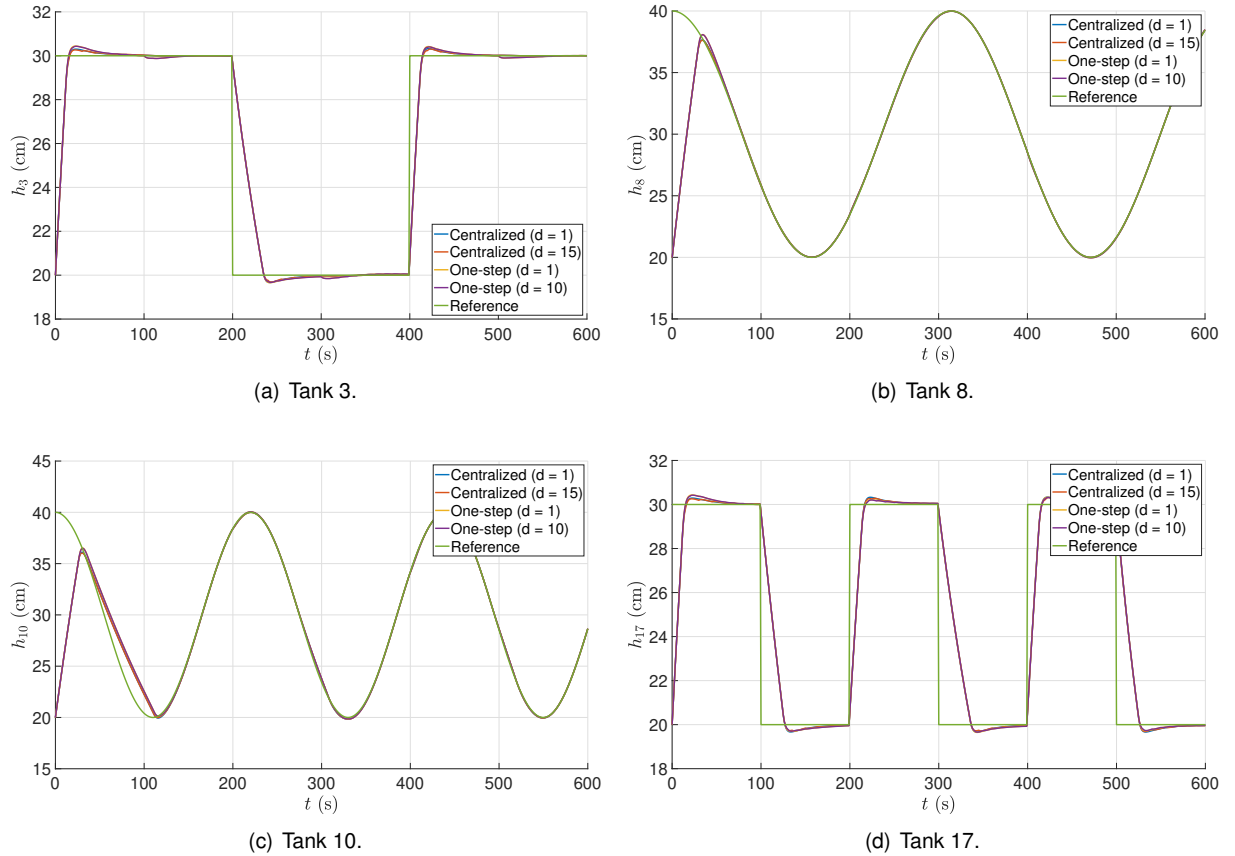 32
30
28
26
24
22
20
18
h3 (cm)
Centralized (d = 1)
Centralized (d = 15)
One-step (d = 1)
One-step (d = 10)
Reference
0 100 200 300 400 500 600
t (s)
(a) Tank 3.
40
35
30
25
20
15
h8 (cm)
Centralized (d = 1)
Centralized (d = 15)
One-step (d = 1)
One-step (d = 10)
Reference
0 100 200 300 400 500 600
t (s)
(b) Tank 8.
45
40
35
30
25
20
15
h10 (cm)
Centralized (d = 1)
Centralized (d = 15)
One-step (d = 1)
One-step (d = 10)
Reference
0 100 200 300 400 500 600
t (s)
(c) Tank 10.
32
30
28
26
24
22
20
18
h17 (cm)
Centralized (d = 1)
Centralized (d = 15)
One-step (d = 1)
One-step (d = 10)
Reference
0 100 200 300 400 500 600
t (s)
(d) Tank 17.